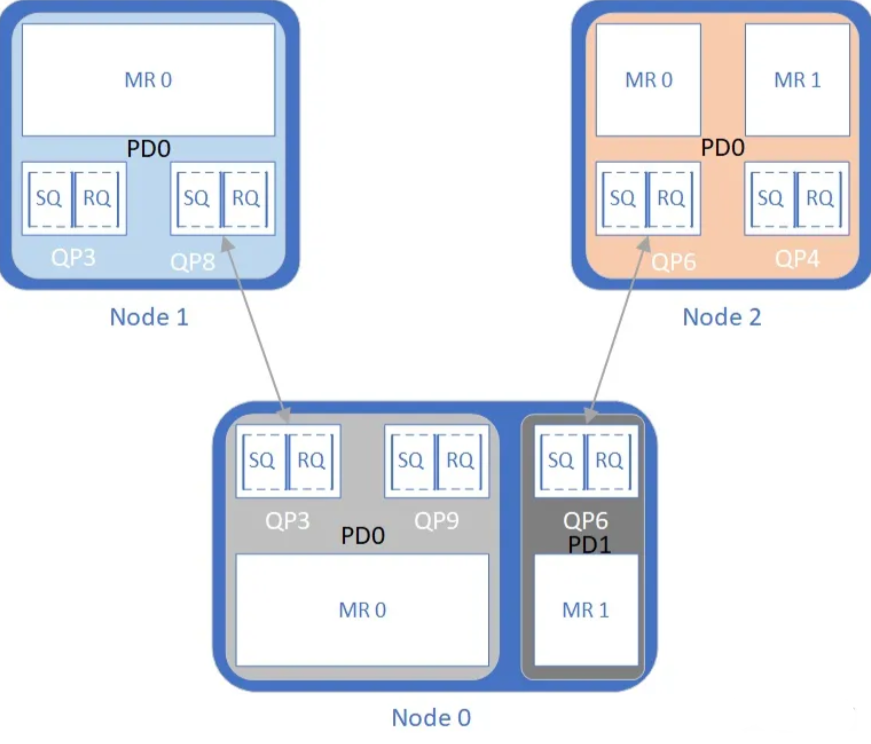 MR 0
PD0
SQ RQ SQ RQ
QP3 QP8
Node 1
MR 0 MR 1
PD0
SQ RQ SQ RQ
QP6 QP4
Node 2
SQ RQ SQ RQ SQ RQ
QP3 QP9 QP6
PD0 PD1
MR 0 MR 1
Node 0